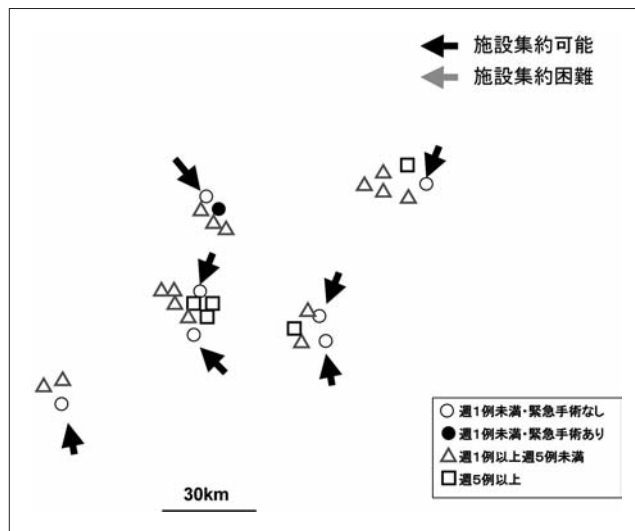 施設集約可能
施設集約困難
○ 週1例未満・緊急手術なし
● 週1例未満・緊急手術あり
△ 週1例以上週5例未満
□ 週5例以上
30km